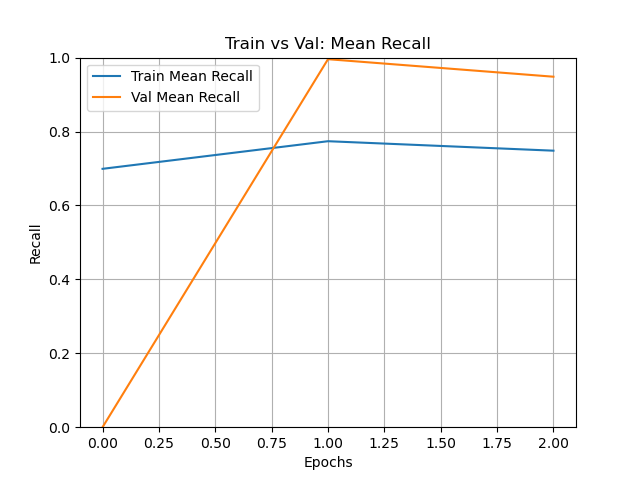 Train vs Val: Mean Recall
Train Mean Recall
Val Mean Recall
1.0
0.8
0.6
0.4
0.2
0.0
Recall
0.00 0.25 0.50 0.75 1.00 1.25 1.50 1.75 2.00
Epochs